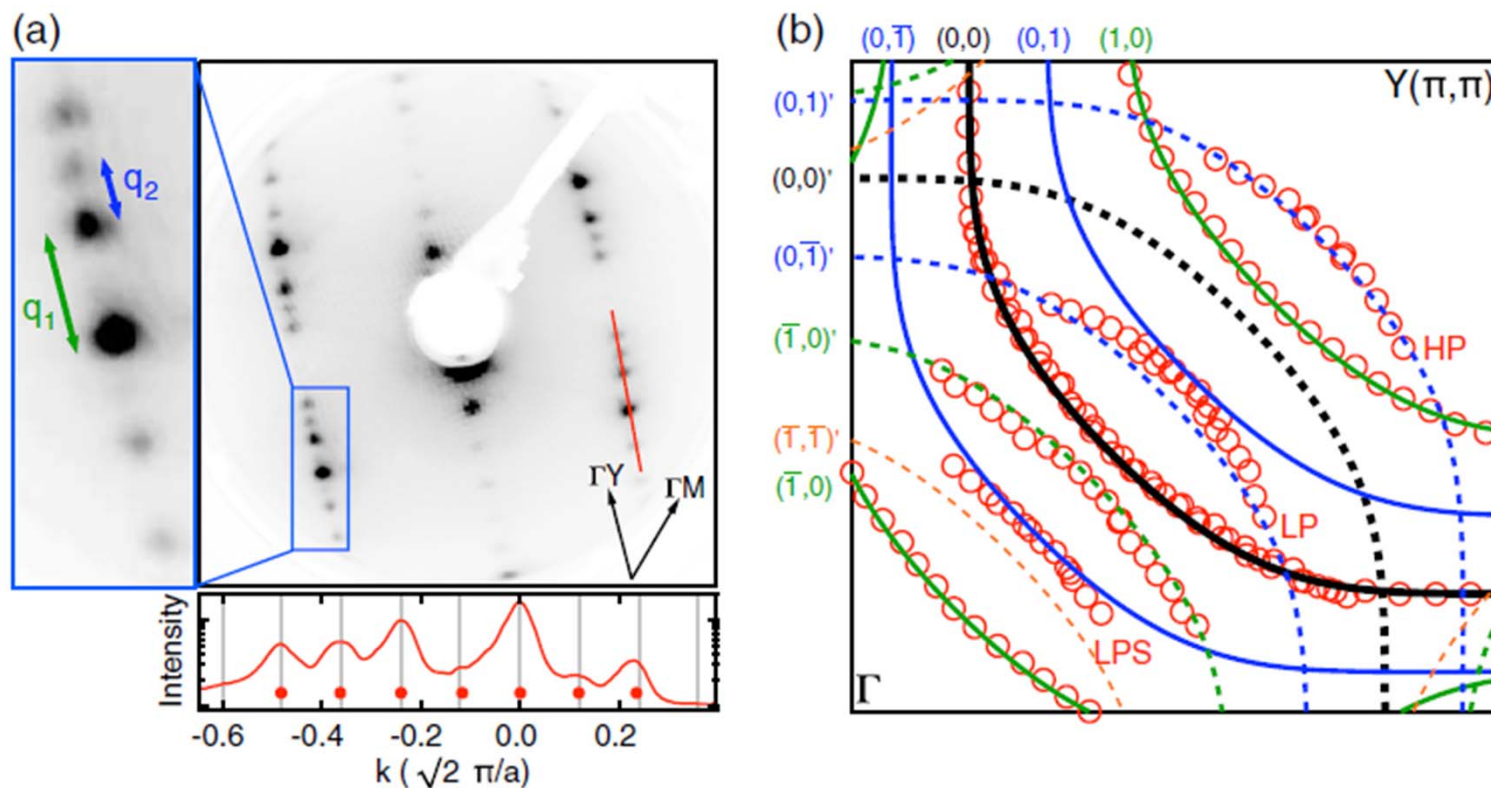 (a)
q₂
q₁
ΓY
ΓM
Intensity
-0.6
-0.4
-0.2
0.0
0.2
k ( √2 π/a)
(b)
(0,1̅)
(0,0)
(0,1)
(1,0)
Y(π,π)
(0,1)'
(0,0)'
(0,1̅)'
(1̅,0)'
(1̅,1̅)'
(1̅,0)
HP
LP
LPS
Γ